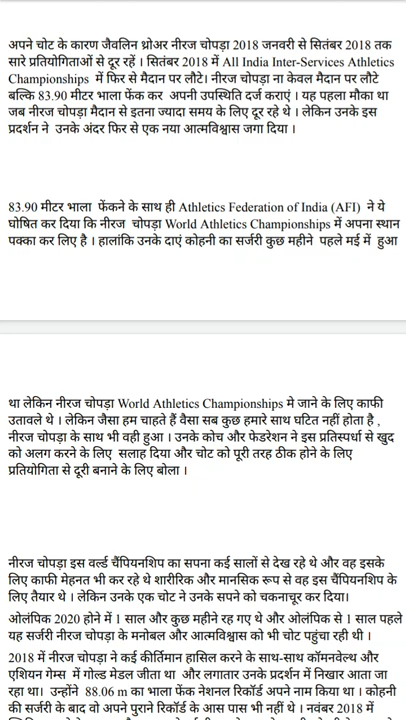 अपने चोट के कारण जैवलिन थ्रोअर नीरज चोपड़ा 2018 जनवरी से सितंबर 2018 तक
सारे प्रतियोगिताओं से दूर रहें । सितंबर 2018 में All India Inter-Services Athletics
Championships में फिर से मैदान पर लौटे। नीरज चोपड़ा ना केवल मैदान पर लौटे
बल्कि 83.90 मीटर भाला फेंक कर अपनी उपस्थिति दर्ज कराएं । यह पहला मौका था
जब नीरज चोपड़ा मैदान से इतना ज्यादा समय के लिए दूर रहे थे । लेकिन उनके इस
प्रदर्शन ने उनके अंदर फिर से एक नया आत्मविश्वास जगा दिया ।
83.90 मीटर भाला फेंकने के साथ ही Athletics Federation of India (AFI) ने ये
घोषित कर दिया कि नीरज चोपड़ा World Athletics Championships में अपना स्थान
पक्का कर लिए है । हालांकि उनके दाएं कोहनी का सर्जरी कुछ महीने पहले मई में हुआ
था लेकिन नीरज चोपड़ा World Athletics Championships मे जाने के लिए काफी
उतावले थे । लेकिन जैसा हम चाहते हैं वैसा सब कुछ हमारे साथ घटित नहीं होता है ,
नीरज चोपड़ा के साथ भी वही हुआ । उनके कोच और फेडरेशन ने इस प्रतिस्पर्धा से खुद
को अलग करने के लिए सलाह दिया और चोट को पूरी तरह ठीक होने के लिए
प्रतियोगिता से दूरी बनाने के लिए बोला ।
नीरज चोपड़ा इस वर्ल्ड चैंपियनशिप का सपना कई सालों से देख रहे थे और वह इसके
लिए काफी मेहनत भी कर रहे थे शारीरिक और मानसिक रूप से वह इस चैंपियनशिप के
लिए तैयार थे । लेकिन उनके एक चोट ने उनके सपने को चकनाचूर कर दिया।
ओलंपिक 2020 होने में 1 साल और कुछ महीने रह गए थे और ओलंपिक से 1 साल पहले
यह सर्जरी नीरज चोपड़ा के मनोबल और आत्मविश्वास को भी चोट पहुंचा रही थी ।
2018 में नीरज चोपड़ा ने कई कीर्तिमान हासिल करने के साथ-साथ कॉमनवेल्थ और
एशियन गेम्स में गोल्ड मेडल जीता था और लगातार उनके प्रदर्शन में निखार आता जा
रहा था। उन्होंने 88.06 m का भाला फेंक नेशनल रिकॉर्ड अपने नाम किया था । कोहनी
की सर्जरी के बाद वो अपने पुराने रिकॉर्ड के आस पास भी नहीं थे । नवंबर 2018 में